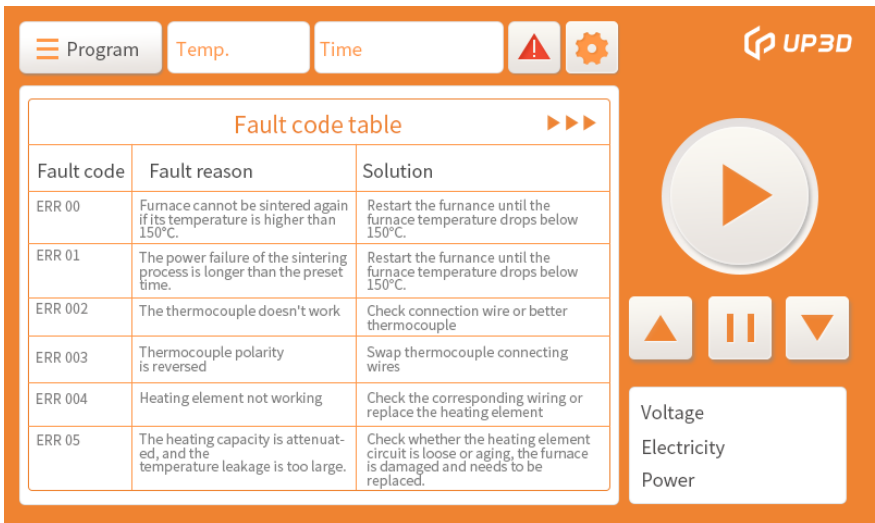 Program
Temp.
Time
UP3D
Fault code table
Fault code
Fault reason
Solution
ERR 00
Furnace cannot be sintered again
if its temperature is higher than
150°C.
Restart the furnance until the
furnace temperature drops below
150°C.
ERR 01
The power failure of the sintering
process is longer than the preset
time.
Restart the furnance until the
furnace temperature drops below
150°C.
ERR 002
The thermocouple doesn't work
Check connection wire or better
thermocouple
ERR 003
Thermocouple polarity
is reversed
Swap thermocouple connecting
wires
ERR 004
Heating element not working
Check the corresponding wiring or
replace the heating element
ERR 05
The heating capacity is attenuat-
ed, and the
temperature leakage is too large.
Check whether the heating element
circuit is loose or aging, the furnace
is damaged and needs to be
replaced.
Voltage
Electricity
Power